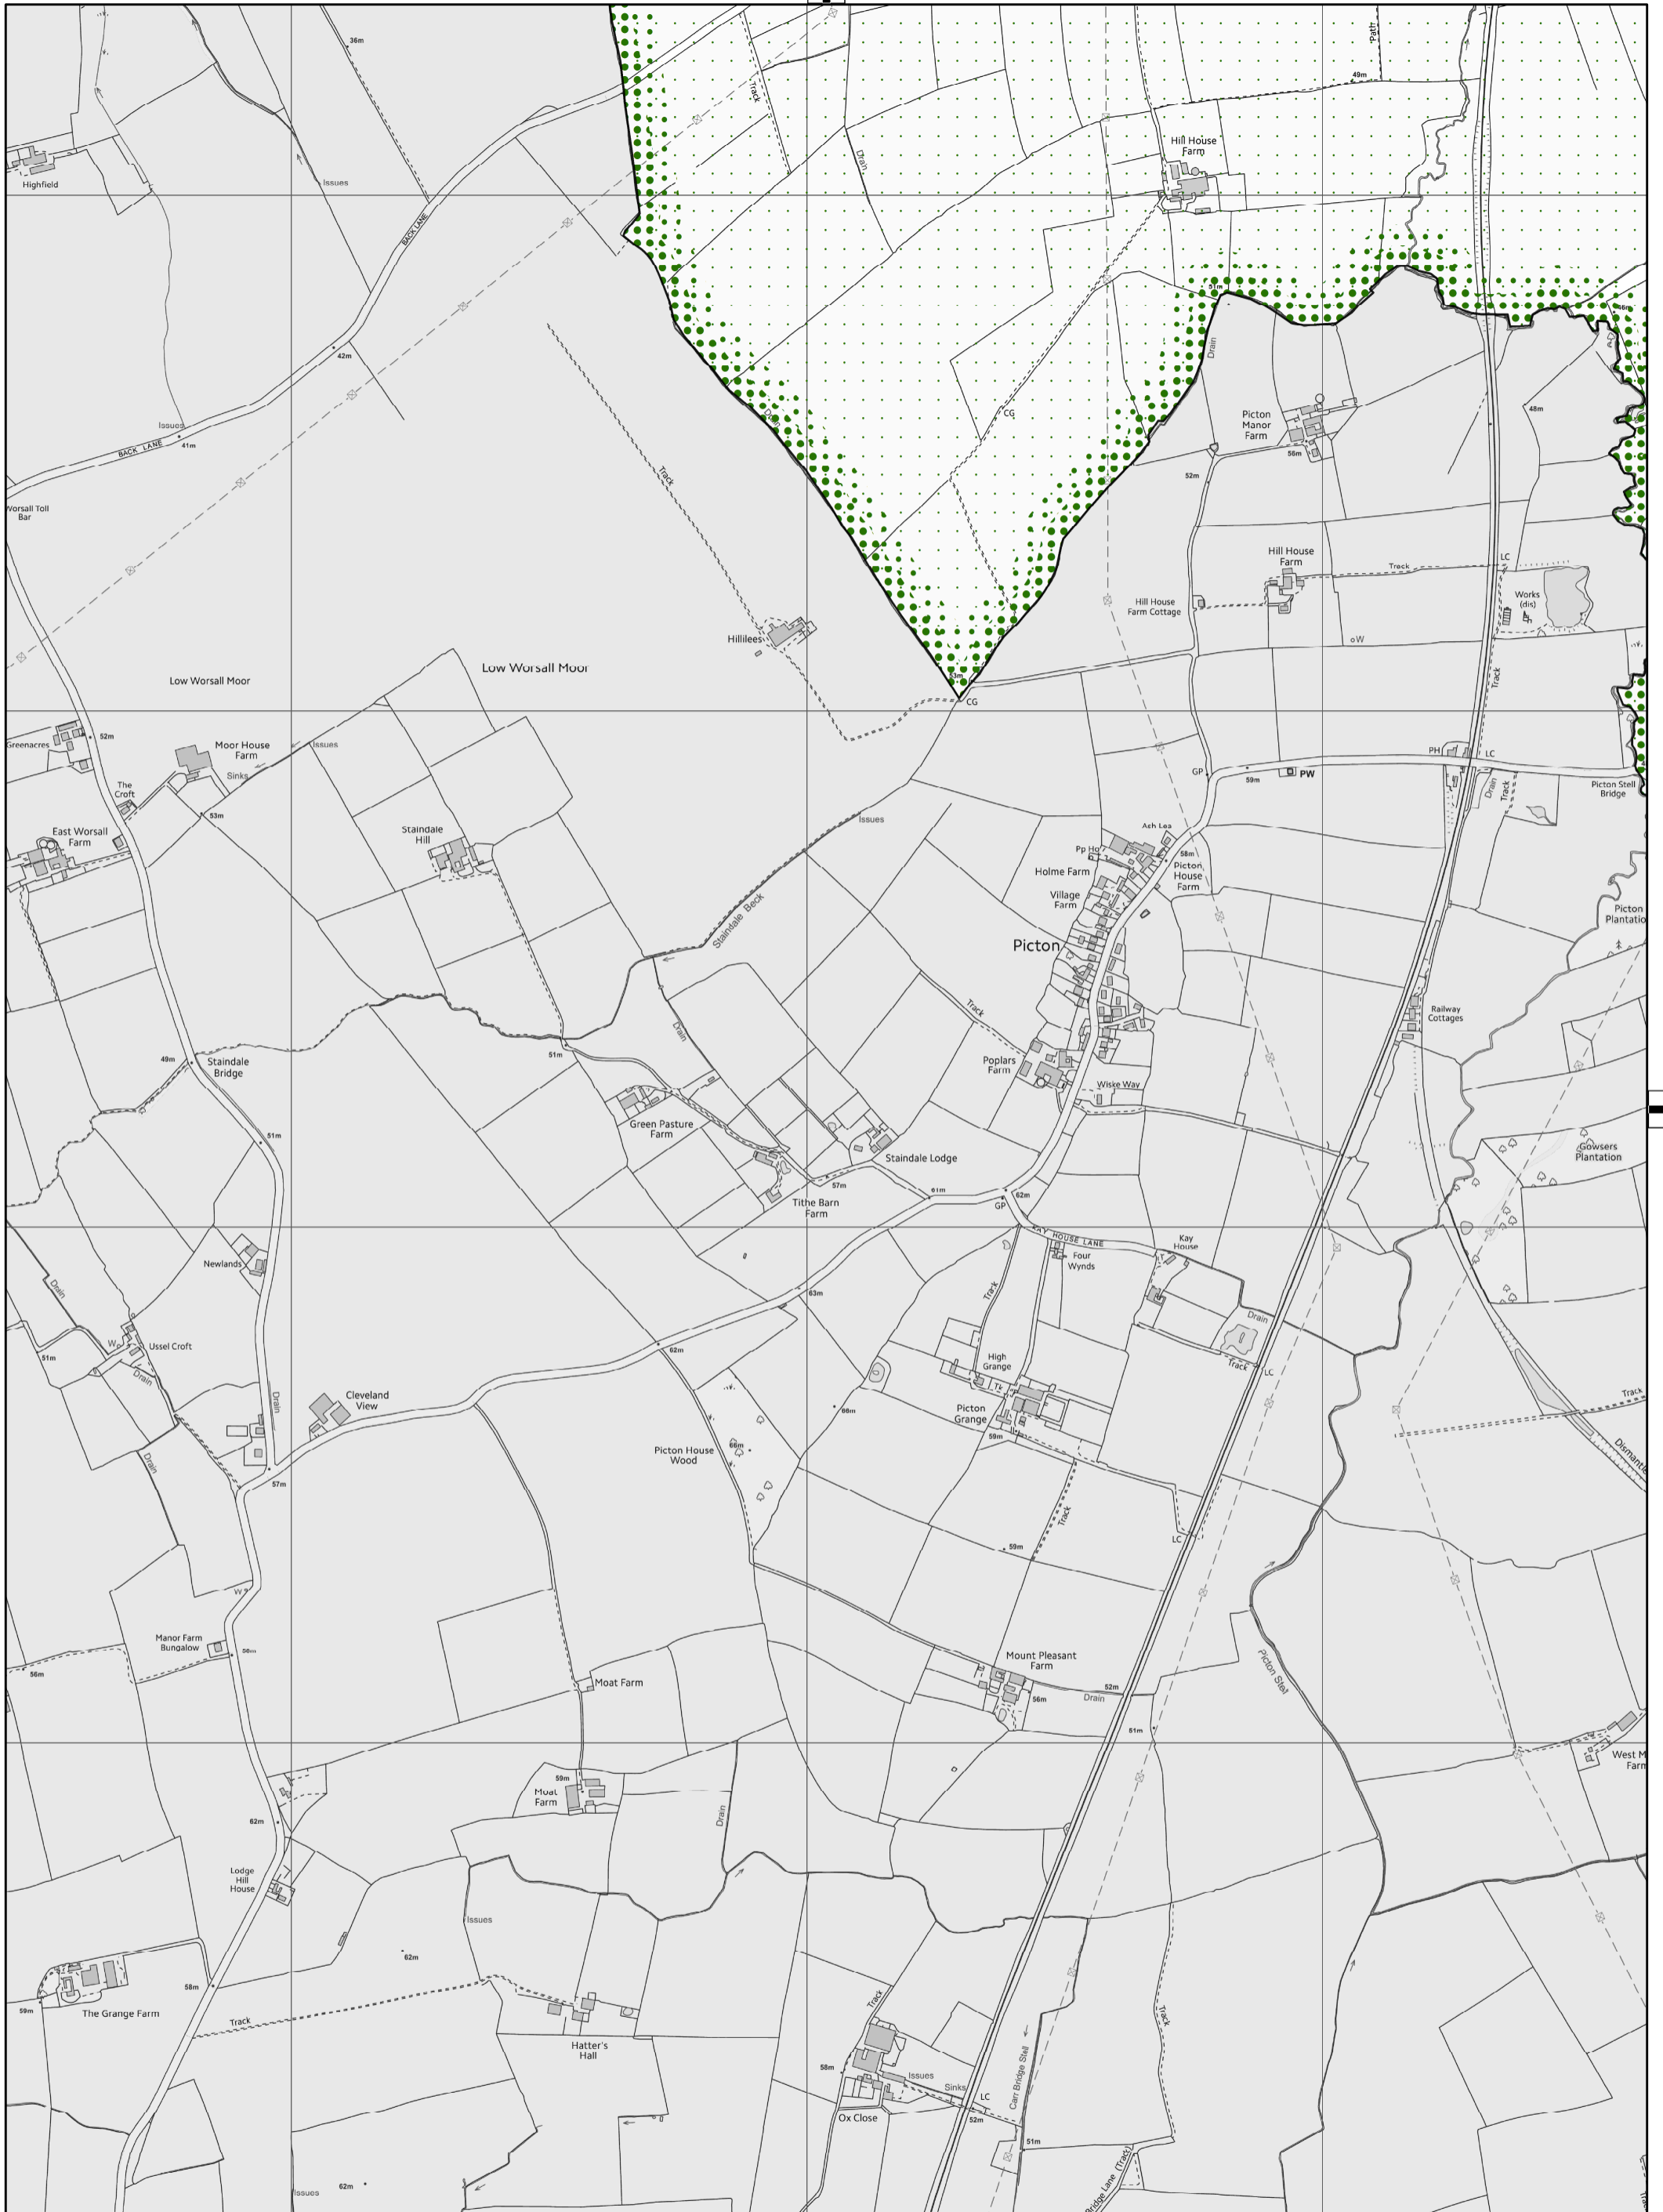 36m
Path
49m
Track
Drain
Hill House
Farm
Highfield
Issues
BACK LANE
51m
Drain
42m
Issues
BACK LANE
41m
Drain
CG
Picton
Manor
Farm
56m
48m
52m
Track
Bar
LC
Hill House
Farm
Track
Works
(dis)
Hill House
Farm Cottage
W
Hillilees
Low Worsall Moor
Low Worsall Moor
53m
CG
Track
52m
Greenacres
Moor House
Farm
Issues
Sinks
The
Croft
53m
PH
LC
GP
59m
PW
Drain
Track
Picton Stell
Bridge
East Worsall
Farm
Staindale
Hill
Issues
Ash Lea
58m
Holme Farm
Picton
House
Farm
Village
Farm
Staindale Beck
Picton
Picton
Track
Railway
Cottages
Drain
51m
49m
Staindale
Bridge
Poplars
Farm
Wiske Way
Green Pasture
Farm
51m
Gowsers
Plantation
Staindale Lodge
57m
61m
62m
GP
Tithe Barn
Farm
KAY HOUSE LANE
Kay
House
Four
Wynds
Newlands
Drain
63m
Track
Drain
W
Ussel Croft
51m
Drain
62m
High
Grange
Tk
Track
LC
Drain
Cleveland
View
66m
Picton
Grange
59m
Track
Picton House
Wood
66m
Drain
57m
Track
59m
LC
W
Manor Farm
Bungalow
56m
56m
Mount Pleasant
Farm
Moat Farm
52m
Drain
56m
51m
Picton Stell
59m
Moat
Farm
Drain
62m
Lodge
Hill
House
Issues
62m
58m
59m
The Grange Farm
Track
Hatter's
Hall
Track
Track
58m
Issues
Sinks
LC
Carr Bridge Stell
Ox Close
52m
51m
Bridge Lane (Track)
62m
Issues